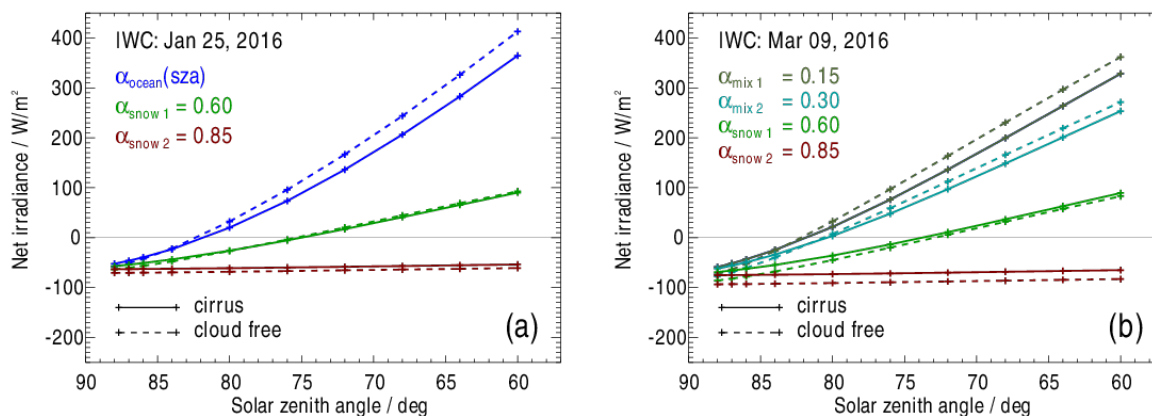 IWC: Jan 25, 2016
αocean(sza)
αsnow 1 = 0.60
αsnow 2 = 0.85
cirrus
cloud free
(a)
400
300
200
100
0
-100
-200
Net irradiance / W/m²
90 85 80 75 70 65 60
Solar zenith angle / deg
IWC: Mar 09, 2016
αmix 1 = 0.15
αmix 2 = 0.30
αsnow 1 = 0.60
αsnow 2 = 0.85
cirrus
cloud free
(b)
400
300
200
100
0
-100
-200
Net irradiance / W/m²
90 85 80 75 70 65 60
Solar zenith angle / deg